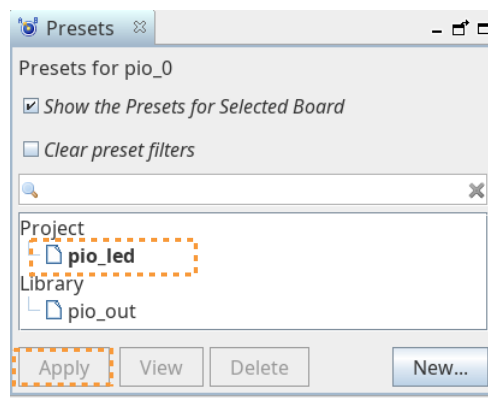 Presets
Presets for pio_0
Show the Presets for Selected Board
Clear preset filters
Project
pio_led
Library
pio_out
Apply View Delete New...